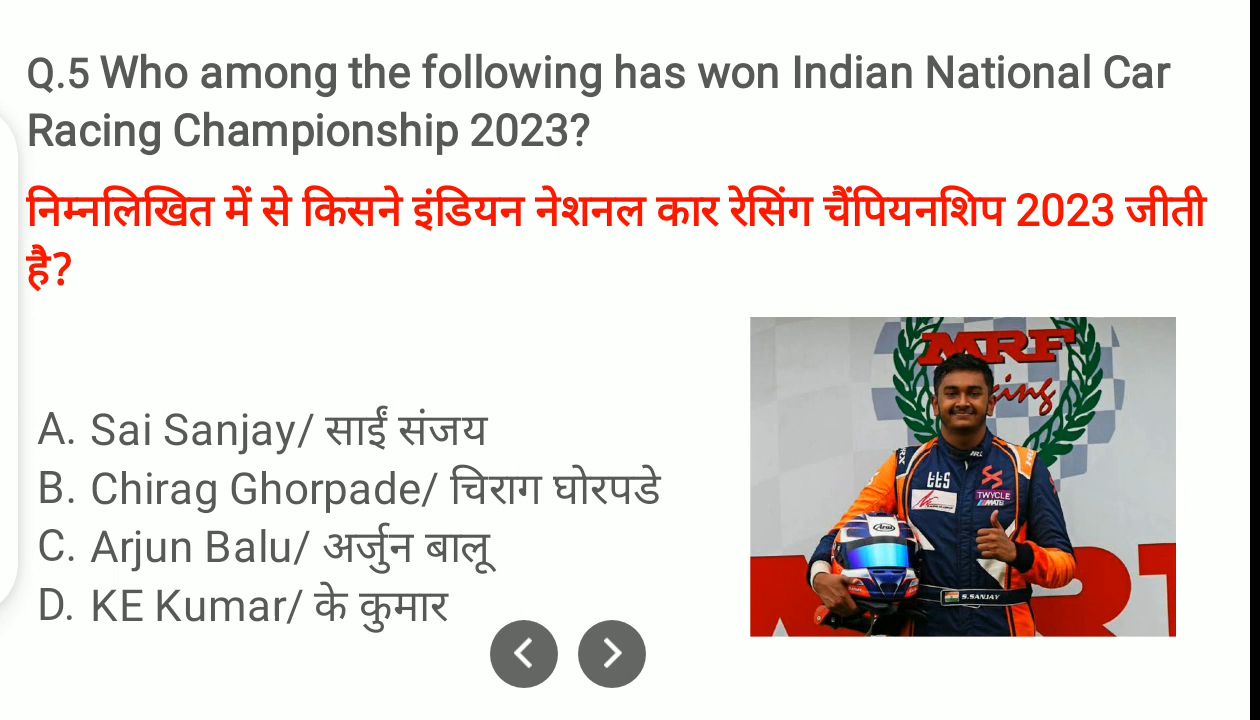 Q.5 Who among the following has won Indian National Car
Racing Championship 2023?
निम्नलिखित में से किसने इंडियन नेशनल कार रेसिंग चैंपियनशिप 2023 जीती
है?
A. Sai Sanjay/ साईं संजय
B. Chirag Ghorpade/ चिराग घोरपडे
C. Arjun Balu/ अर्जुन बालू
D. KE Kumar/ के कुमार
MRF
TWYCLE
Arai
S.SANJAY